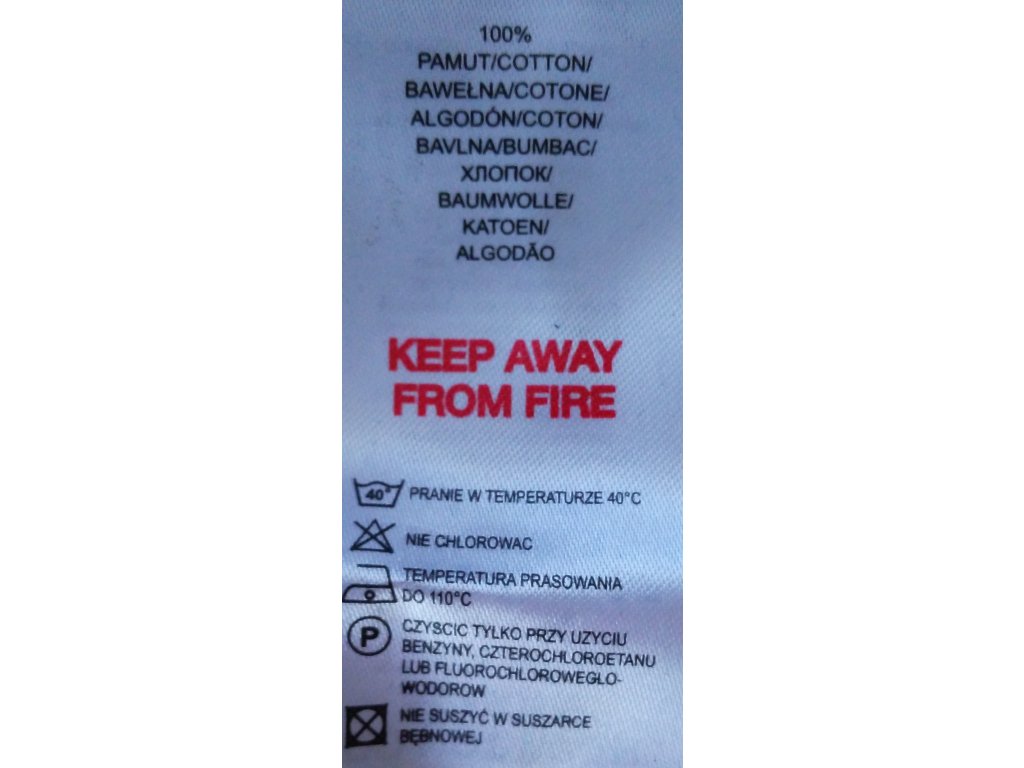 100%
PAMUT/COTTON/
BAWEŁNA/COTONE/
ALGODÓN/COTON/
BAVLNA/BUMBAC/
ХЛОПОК/
BAUMWOLLE/
KATOEN/
ALGODÃO
KEEP AWAY
FROM FIRE
40° PRANIE W TEMPERATURZE 40°C
NIE CHLOROWAC
TEMPERATURA PRASOWANIA
DO 110°C
P CZYSCIC TYLKO PRZY UZYCIU
BENZYNY, CZTEROCHLOROETANU
LUB FLUOROCHLOROWEGLO-
WODOROW
NIE SUSZYĆ W SUSZARCE
BĘBNOWEJ